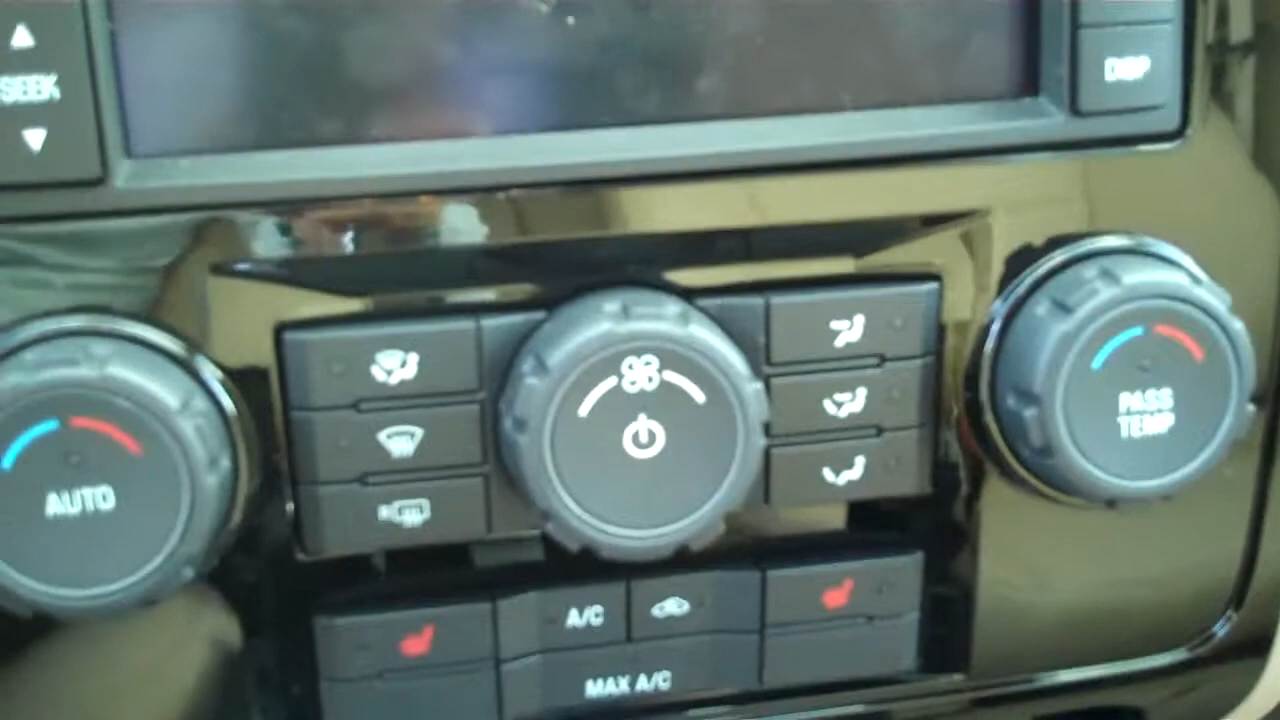 SEEK
DISP
AUTO
PASS
TEMP
A/C
MAX A/C